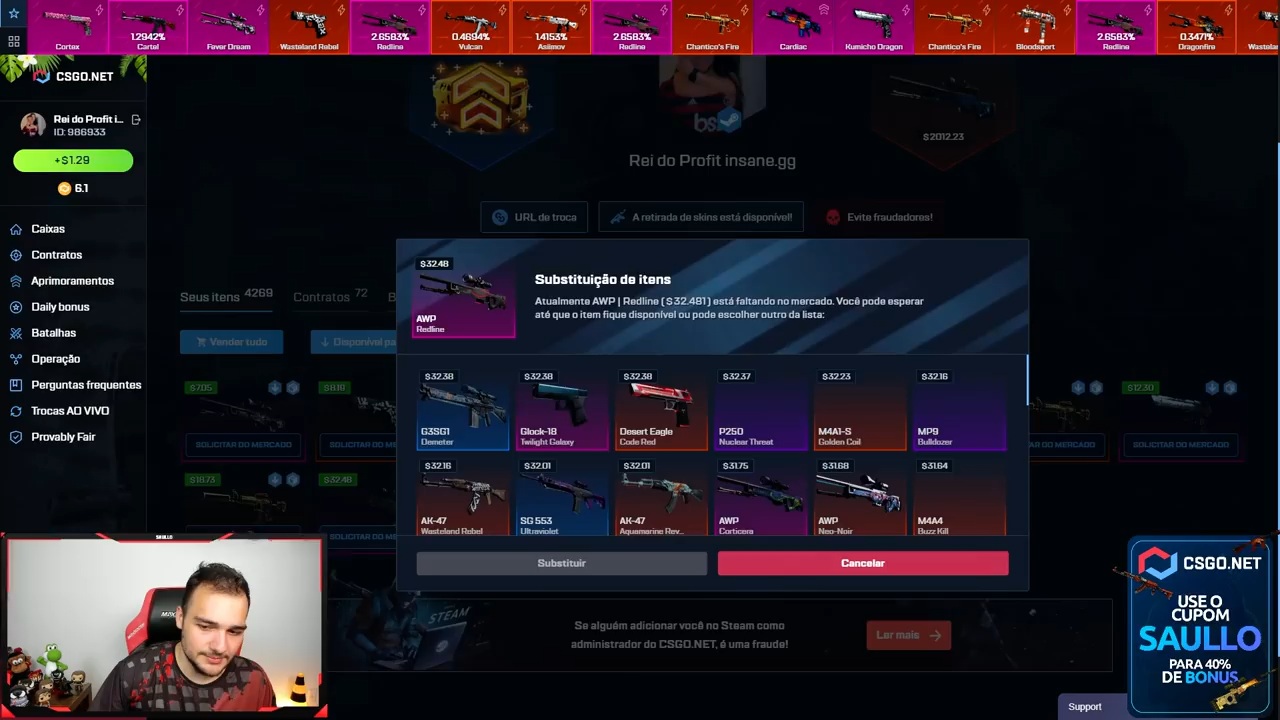 Cortex
1.2942%
Cartel
Fever Dream
Wasteland Rebel
2.6583%
Redline
0.4694%
Vulcan
1.4153%
Asiimov
2.6583%
Redline
Chantico's Fire
Cardiac
Kumicho Dragon
Chantico's Fire
Bloodsport
2.6583%
Redline
0.3471%
Dragonfire
CSGO.NET
Rei do Profit i...
ID: 986933
+$1.29
6.1
Caixas
Contratos
Aprimoramentos
Daily bonus
Batalhas
Operação
Perguntas frequentes
Trocas AO VIVO
Provably Fair
$2012.23
Rei do Profit insane.gg
URL de troca
A retirada de skins está disponível!
Evite fraudadores!
Seus itens 4269
Contratos 72
Vender tudo
Disponível pa
$7.05
$8.10
$12.30
SOLICITAR DO MERCADO
SOLICITAR DO M
DO MERCADO
SOLICITAR DO MERCADO
$18.73
$32.48
$32.48
AWP
Redline
Substituição de itens
Atualmente AWP | Redline ($32.481) está faltando no mercado. Você pode esperar
até que o item fique disponível ou pode escolher outro da lista:
$32.38
G3SG1
Demeter
$32.38
Glock-18
Twilight Galaxy
$32.38
Desert Eagle
Code Red
$32.37
P250
Nuclear Threat
$32.23
M4A1-S
Golden Coil
$32.16
MP9
Bulldozer
$32.16
AK-47
Wasteland Rebel
$32.01
SG 553
Ultraviolet
$32.01
AK-47
Aquamarine Rev...
$31.75
AWP
Corticera
$31.68
AWP
Neo-Noir
$31.64
M4A4
Buzz Kill
Substituir
Cancelar
SAULLO
STEAM
Se alguém adicionar você no Steam como
administrador do CSGO.NET, é uma fraude!
Ler mais
CSGO.NET
USE O
CUPOM
SAULLO
PARA 40%
DE BONUS
Support